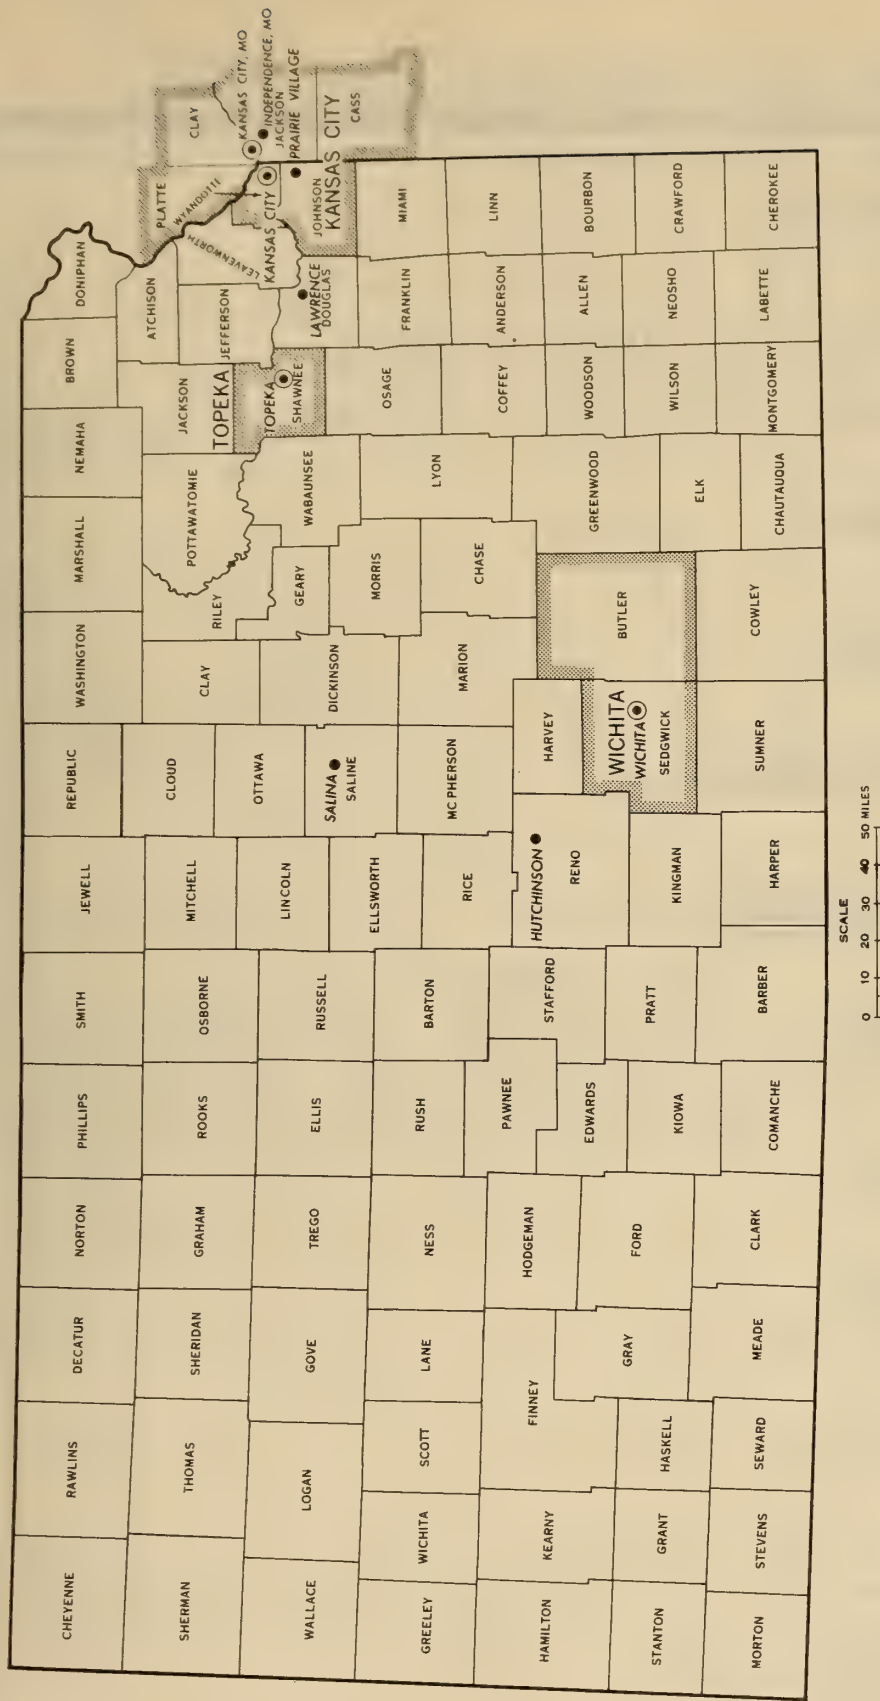 CHEYENNE
RAWLINS
DECATUR
NORTON
PHILLIPS
SMITH
JEWELL
REPUBLIC
WASHINGTON
MARSHALL
NEMAHA
BROWN
DONIPHAN
SHERMAN
THOMAS
SHERIDAN
GRAHAM
ROOKS
OSBORNE
MITCHELL
CLOUD
CLAY
RILEY
POTTAWATOMIE
JACKSON
ATCHISON
PLATTE
CLAY
KANSAS CITY, MO
INDEPENDENCE, MO
JACKSON
PRAIRIE VILLAGE
WYANDOTTE
LEAVENWORTH
KANSAS CITY
JOHNSON
KANSAS CITY
CASS
JEFFERSON
TOPEKA
TOPEKA
SHAWNEE
LAWRENCE
DOUGLAS
WALLACE
LOGAN
GOVE
TREGO
ELLIS
RUSSELL
LINCOLN
OTTAWA
SALINA
SALINE
DICKINSON
GEARY
WABAUNSEE
MORRIS
GREELEY
WICHITA
SCOTT
LANE
NESS
RUSH
BARTON
ELLSWORTH
RICE
MC PHERSON
MARION
CHASE
LYON
OSAGE
FRANKLIN
MIAMI
COFFEY
ANDERSON
LINN
HAMILTON
KEARNY
FINNEY
HODGEMAN
PAWNEE
STAFFORD
HUTCHINSON
RENO
HARVEY
BUTLER
GREENWOOD
WOODSON
ALLEN
BOURBON
GRAY
FORD
EDWARDS
PRATT
KINGMAN
WICHITA
WICHITA
SEDGWICK
ELK
WILSON
NEOSHO
CRAWFORD
STANTON
GRANT
HASKELL
KIOWA
MORTON
STEVENS
SEWARD
MEADE
CLARK
COMANCHE
BARBER
HARPER
SUMNER
COWLEY
CHAUTAUQUA
MONTGOMERY
LABETTE
CHEROKEE
SCALE
0 10 20 30 40 50 MILES